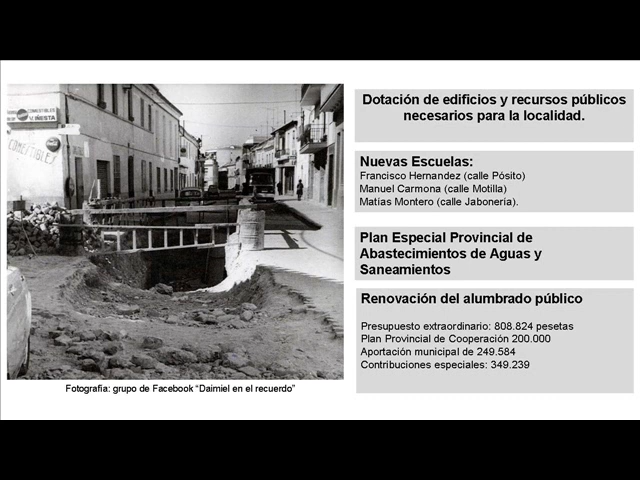 COMESTIBLES
V. INIESTA
COMESTIBLES
Fotografía: grupo de Facebook “Daimiel en el recuerdo”
Dotación de edificios y recursos públicos
necesarios para la localidad.
Nuevas Escuelas:
Francisco Hernandez (calle Pósito)
Manuel Carmona (calle Motilla)
Matías Montero (calle Jabonería).
Plan Especial Provincial de
Abastecimientos de Aguas y
Saneamientos
Renovación del alumbrado público
Presupuesto extraordinario: 808.824 pesetas
Plan Provincial de Cooperación 200.000
Aportación municipal de 249.584
Contribuciones especiales: 349.239